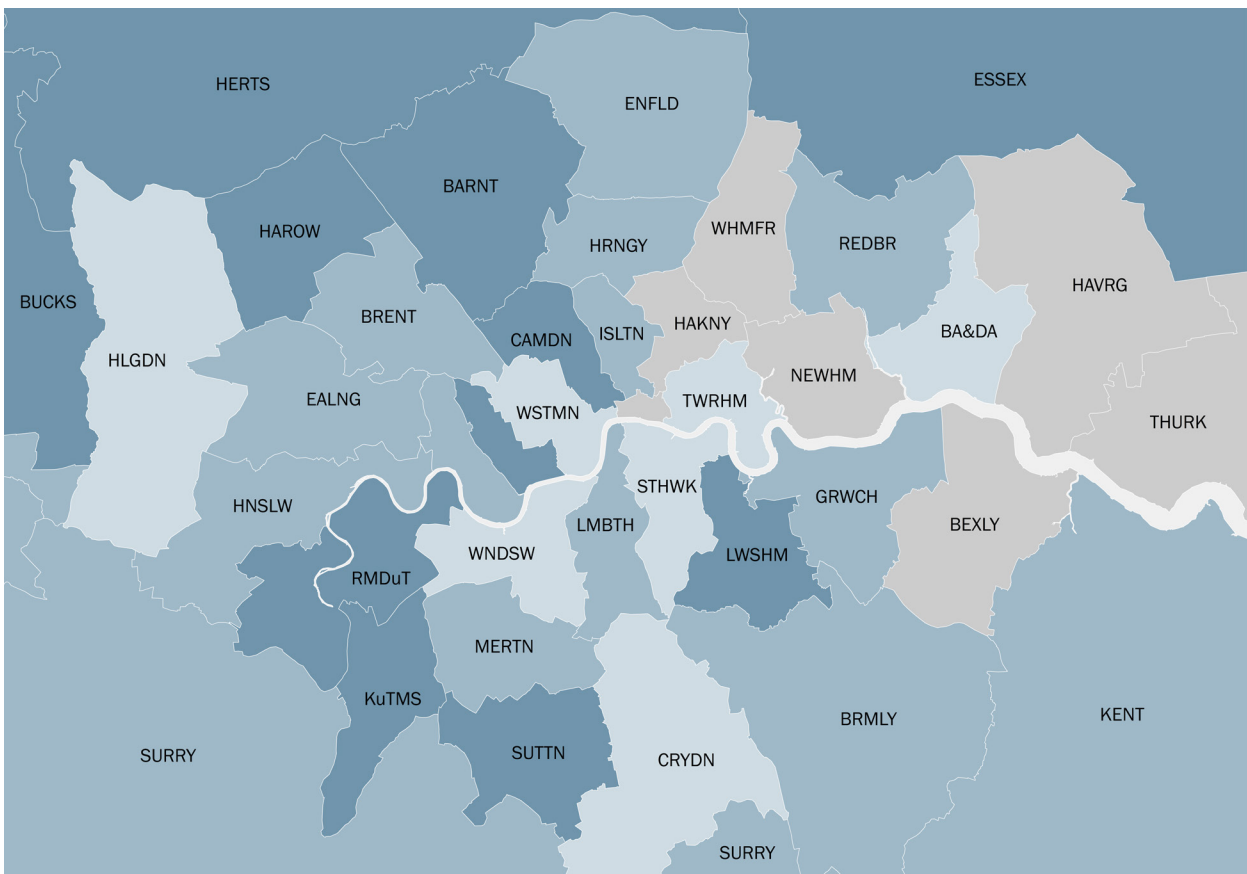 HERTS
ESSEX
ENFLD
BARNT
WHMFR
HAROW
HRNGY
REDBR
HAVRG
BUCKS
BRENT
HAKNY
ISLTN
CAMDN
BA&DA
HLGDN
NEWHM
EALNG
TWRHM
WSTMN
THURK
STHWK
GRWCH
HNSLW
LMBTH
BEXLY
WNDSW
LWSHM
RMDuT
MERTN
KuTMS
KENT
BRMLY
SURRY
SUTTN
CRYDN
SURRY